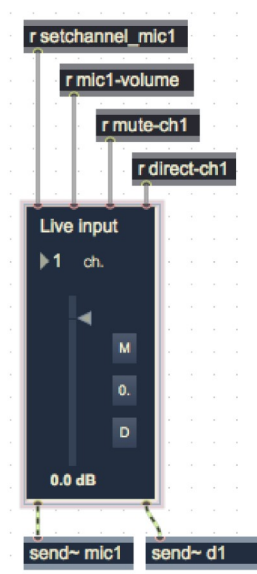 r setchannel_mic1
r mic1-volume
r mute-ch1
r direct-ch1
Live input
1 ch.
M
0.
D
0.0 dB
send~ mic1
send~ d1